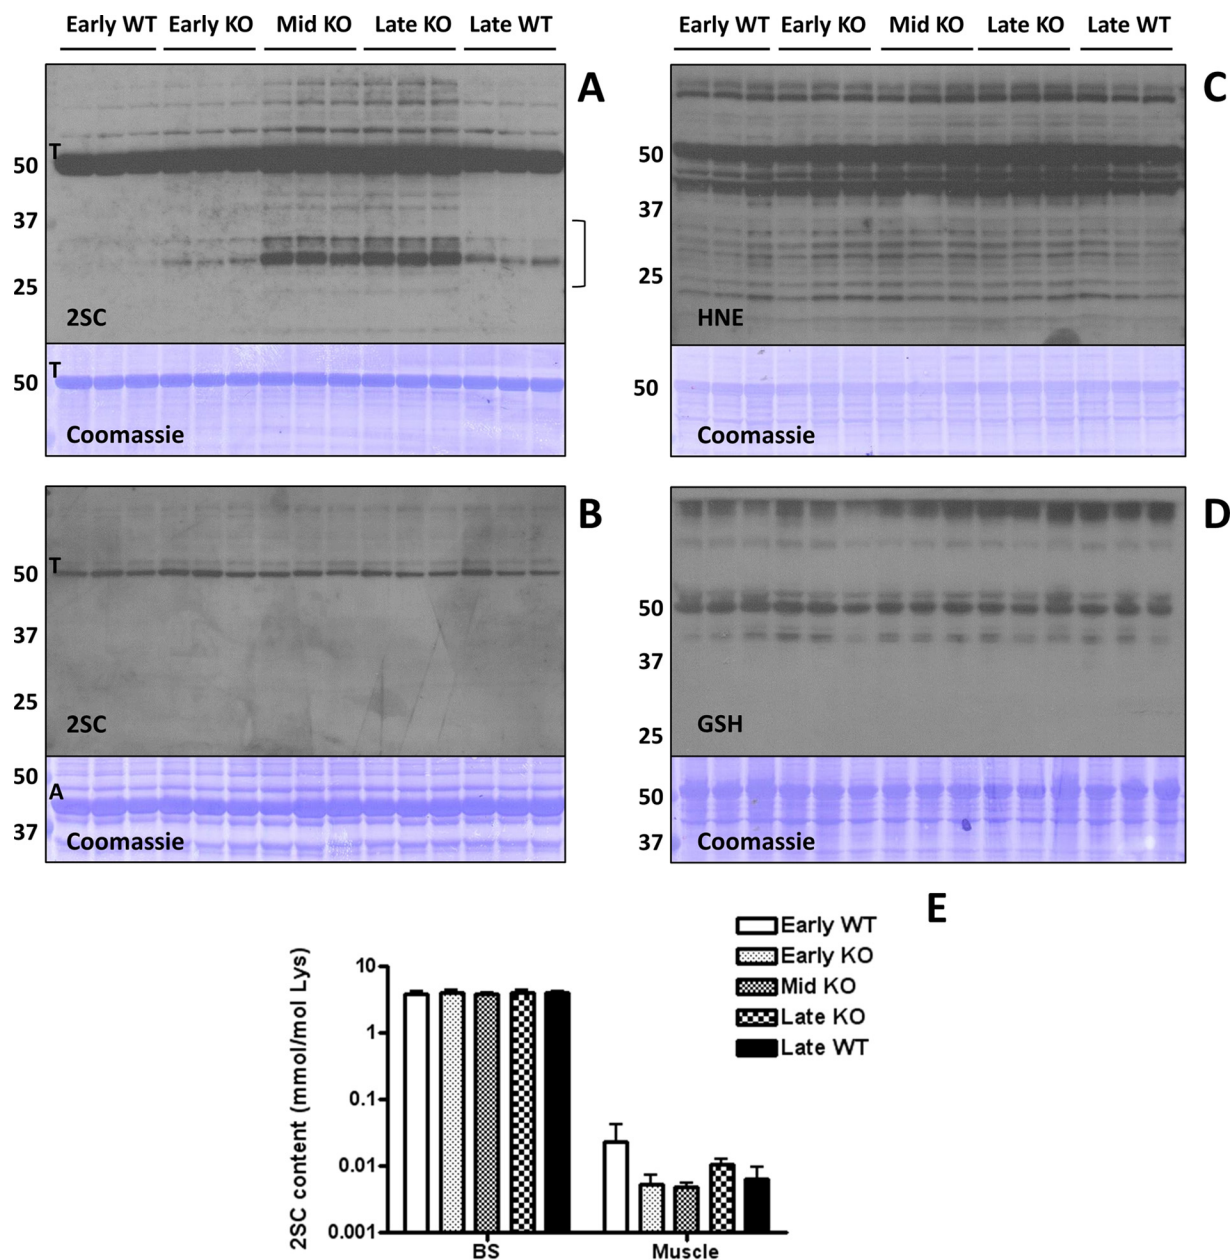 Early WT Early KO Mid KO Late KO Late WT
A
T
50
37
25
2SC
T
50
Coomassie
B
T
50
37
25
2SC
50
A
37
Coomassie
Early WT Early KO Mid KO Late KO Late WT
C
50
37
25
HNE
50
Coomassie
D
50
37
25
GSH
50
37
Coomassie
E
Early WT
Early KO
Mid KO
Late KO
Late WT
2SC content (mmol/mol Lys)
10
1
0.1
0.01
0.001
BS Muscle